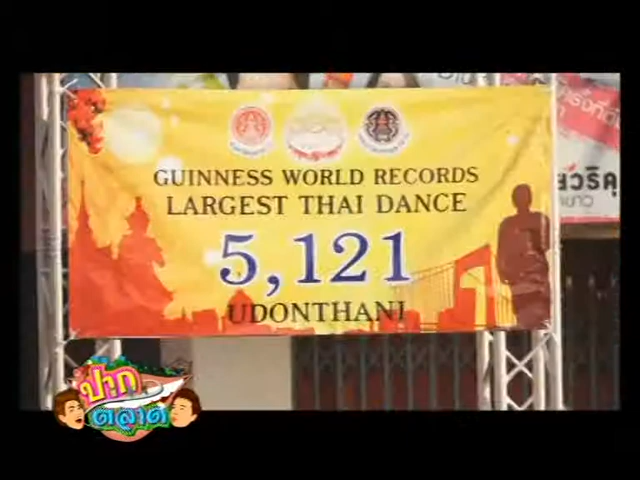 GUINNESS WORLD RECORDS
LARGEST THAI DANCE
5,121
UDONTHANI
ปาก
ตลาด